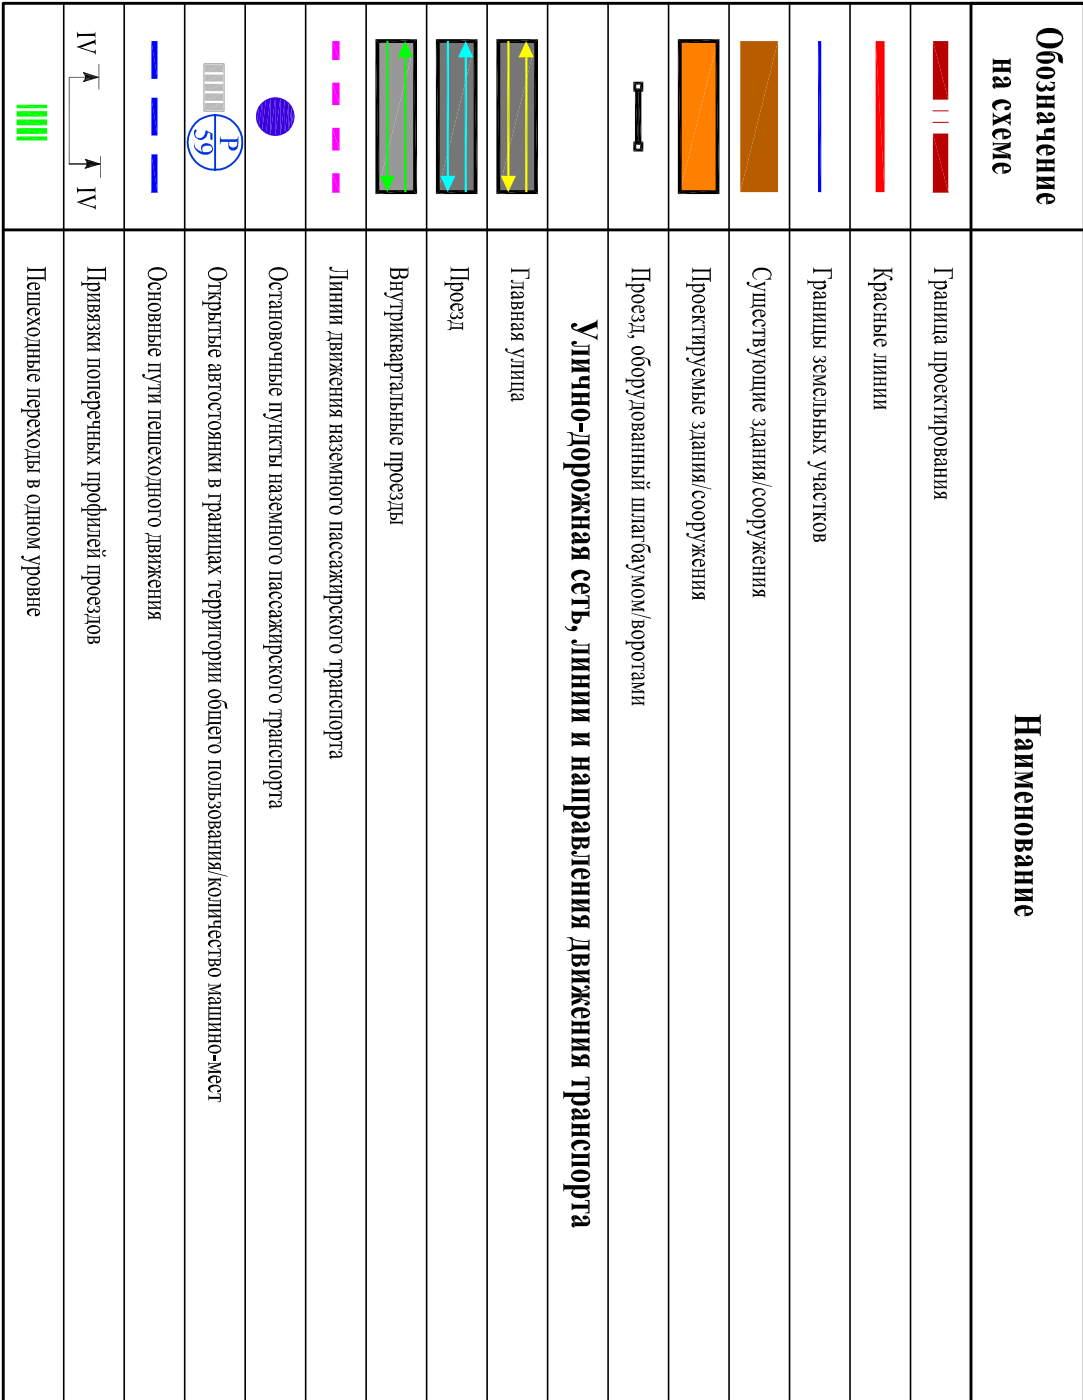 Обозначение
на схеме
Наименование
Граница проектирования
Красные линии
Границы земельных участков
Существующие здания/сооружения
Проектируемые здания/сооружения
Проезд, оборудованный шлагбаумом/воротами
Улично-дорожная сеть, линии и направления движения транспорта
Главная улица
Проезд
Внутриквартальные проезды
Линии движения наземного пассажирского транспорта
Остановочные пункты наземного пассажирского транспорта
P
59
Открытые автостоянки в границах территории общего пользования/количество машино-мест
Основные пути пешеходного движения
IV IV
Привязки поперечных профилей проездов
Пешеходные переходы в одном уровне